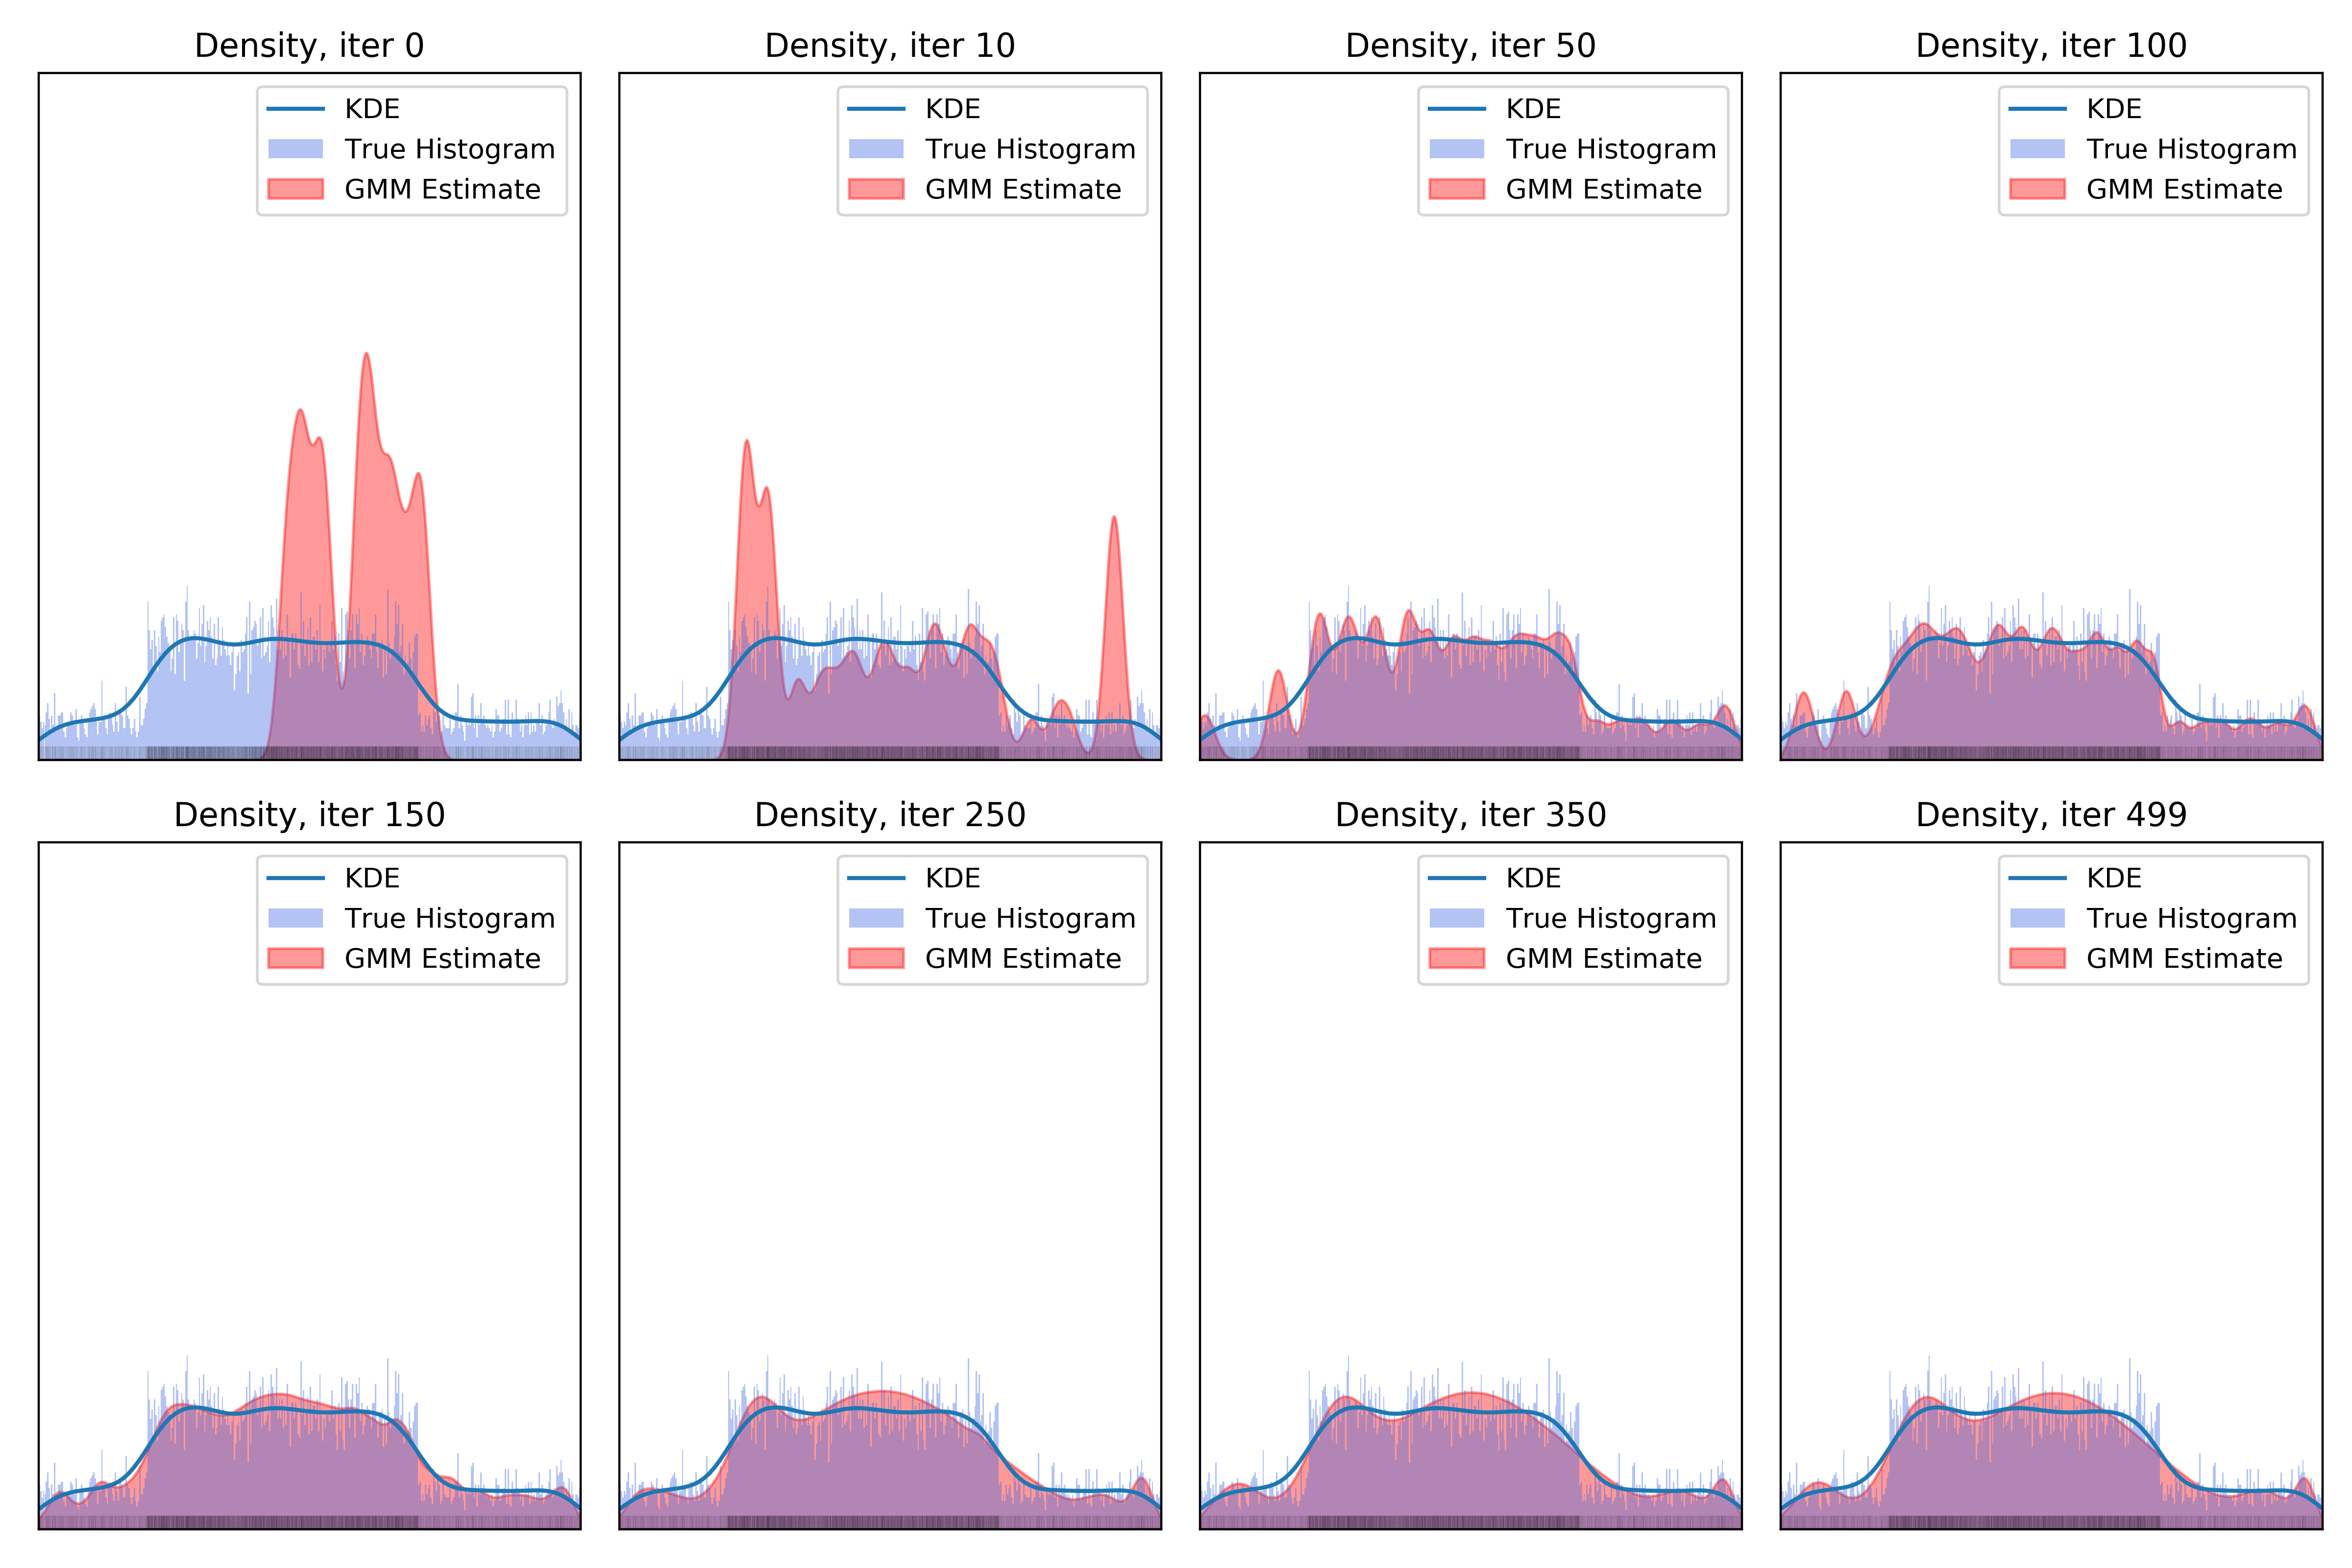 Density, iter 0
KDE
True Histogram
GMM Estimate
Density, iter 10
KDE
True Histogram
GMM Estimate
Density, iter 50
KDE
True Histogram
GMM Estimate
Density, iter 100
KDE
True Histogram
GMM Estimate
Density, iter 150
KDE
True Histogram
GMM Estimate
Density, iter 250
KDE
True Histogram
GMM Estimate
Density, iter 350
KDE
True Histogram
GMM Estimate
Density, iter 499
KDE
True Histogram
GMM Estimate